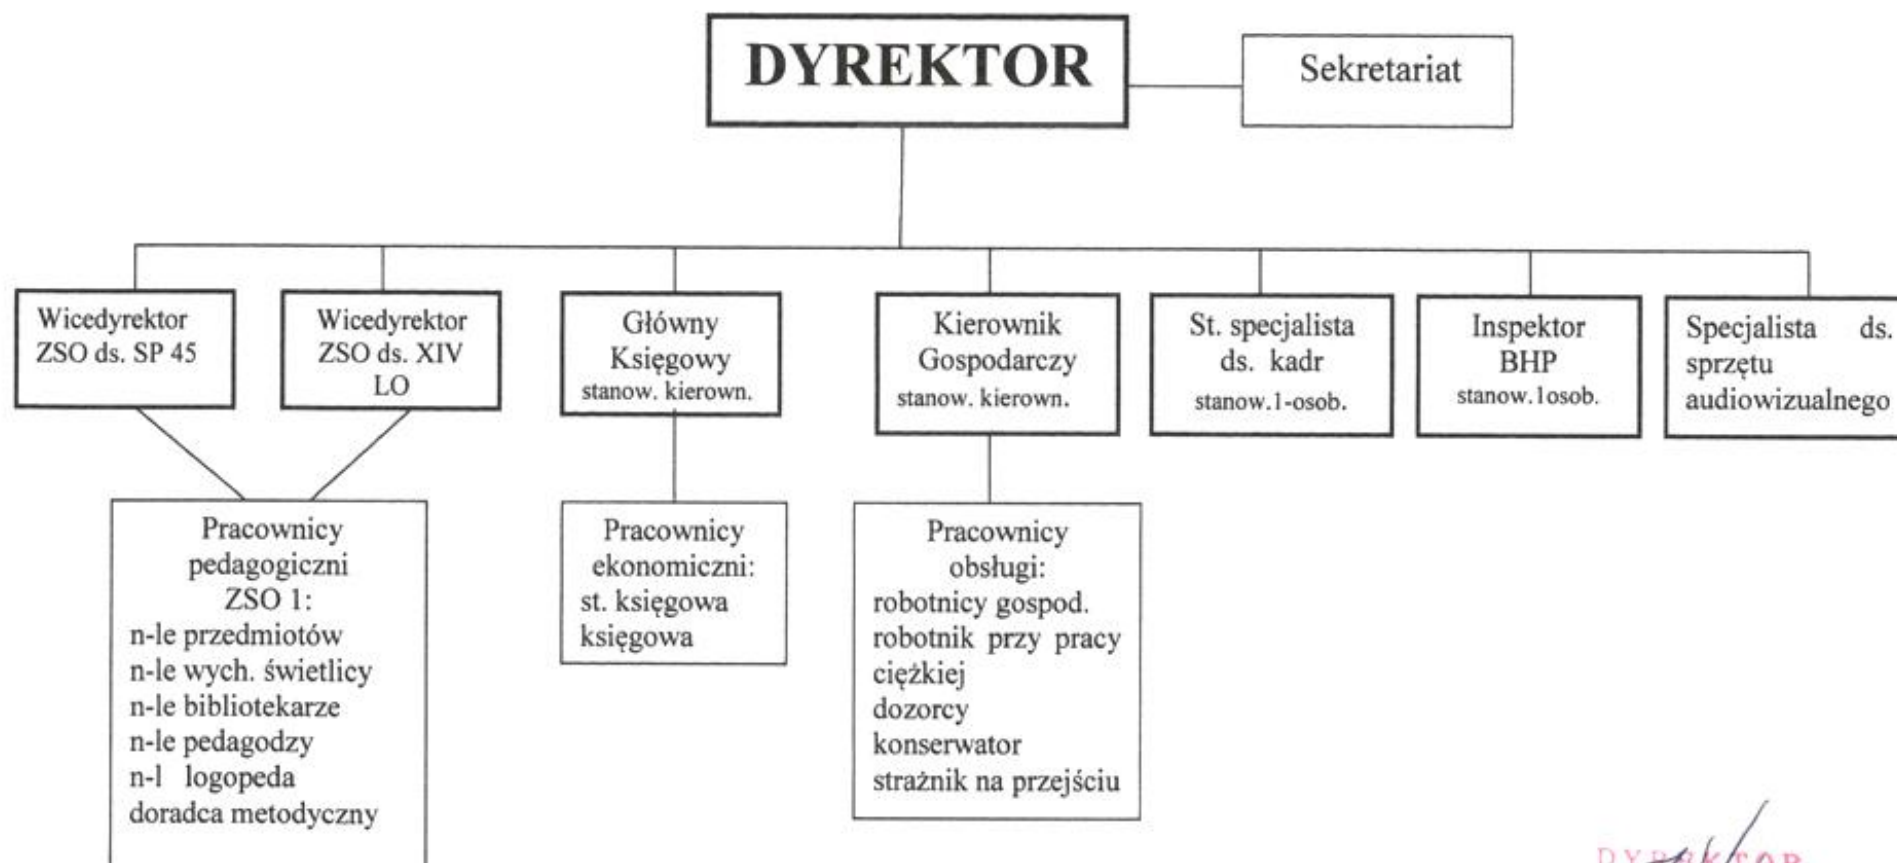 DYREKTOR
Sekretariat
Wicedyrektor
ZSO ds. SP 45
Wicedyrektor
ZSO ds. XIV
LO
Główny
Księgowy
stanow. kierown.
Kierownik
Gospodarczy
stanow. kierown.
St. specjalista
ds. kadr
stanow.1-osob.
Inspektor
BHP
stanow.1osob.
Specjalista ds.
sprzętu
audiowizualnego
Pracownicy
pedagogiczni
ZSO 1:
n-le przedmiotów
n-le wych. świetlicy
n-le bibliotekarze
n-le pedagodzy
n-l logopeda
doradca metodyczny
Pracownicy
ekonomiczni:
st. księgowa
księgowa
Pracownicy
obsługi:
robotnicy gospod.
robotnik przy pracy
ciężkiej
dozorcy
konserwator
strażnik na przejściu
DYREKTOR